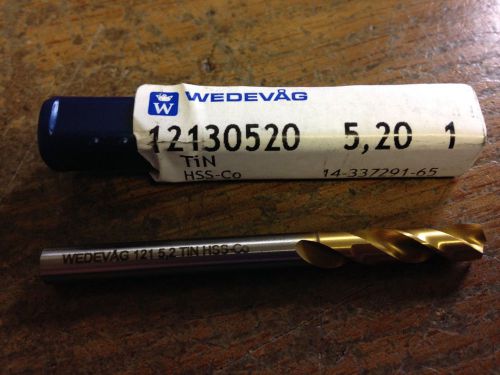 W WEDEVÅG
12130520 5,20 1
TiN
HSS-Co 14-337291-65
WEDEVÅG 121 5,2 TIN HSS-Co